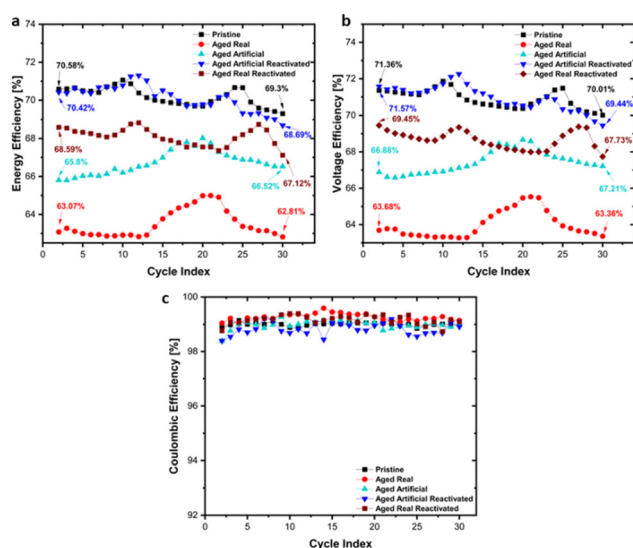 a
Pristine
Aged Real
Aged Artificial
Aged Artificial Reactivated
Aged Real Reactivated
Energy Efficiency [%]
71
70
69
68
67
66
65
64
63
70.58%
70.42%
68.59%
65.8%
63.07%
69.3%
68.69%
67.12%
66.52%
62.81%
0 5 10 15 20 25 30
Cycle Index
b
Pristine
Aged Real
Aged Artificial
Aged Artificial Reactivated
Aged Real Reactivated
Voltage Efficiency [%]
74
72
70
68
66
64
71.36%
71.57%
69.45%
66.88%
63.68%
70.01%
69.44%
67.73%
67.21%
63.36%
0 5 10 15 20 25 30
Cycle Index
c
Coulombic Efficiency [%]
100
98
96
94
92
Pristine
Aged Real
Aged Artificial
Aged Artificial Reactivated
Aged Real Reactivated
0 5 10 15 20 25 30
Cycle Index